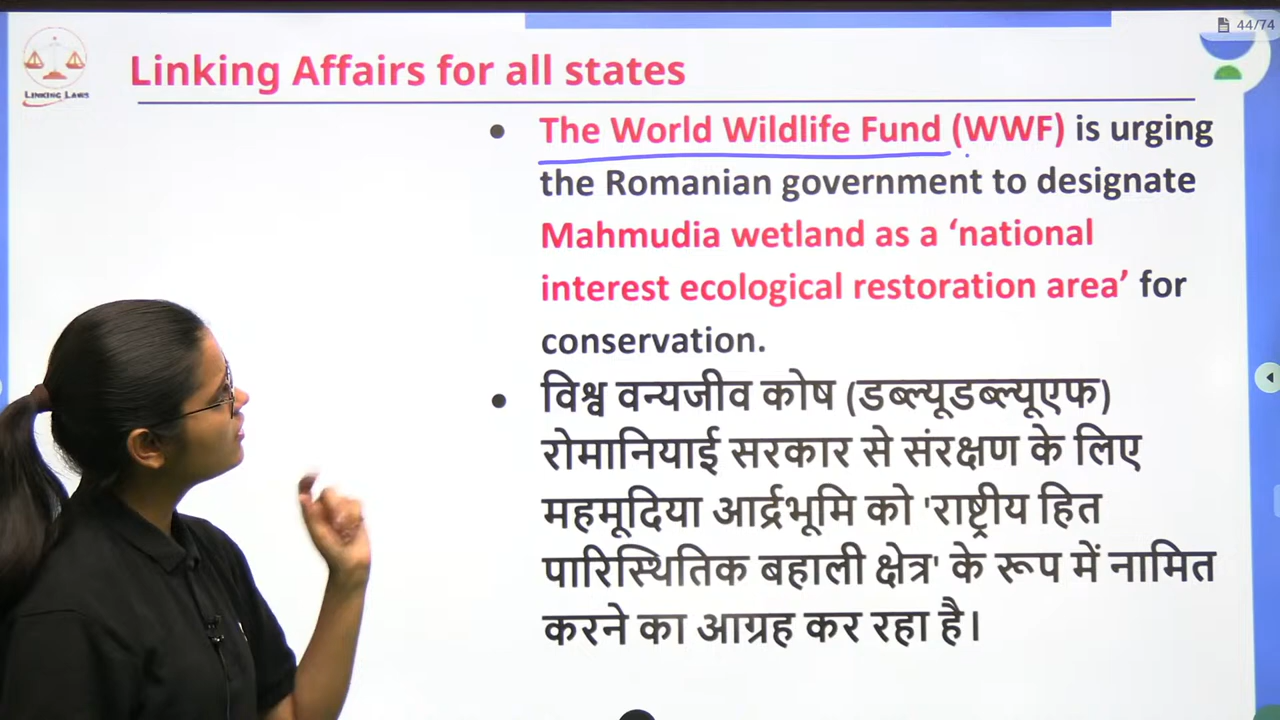 44/74
LINKING LAWS
Linking Affairs for all states
• The World Wildlife Fund (WWF) is urging
the Romanian government to designate
Mahmudia wetland as a ‘national
interest ecological restoration area’ for
conservation.
• विश्व वन्यजीव कोष (डब्ल्यूडब्ल्यूएफ)
रोमानियाई सरकार से संरक्षण के लिए
महमूदिया आर्द्रभूमि को 'राष्ट्रीय हित
पारिस्थितिक बहाली क्षेत्र' के रूप में नामित
करने का आग्रह कर रहा है।